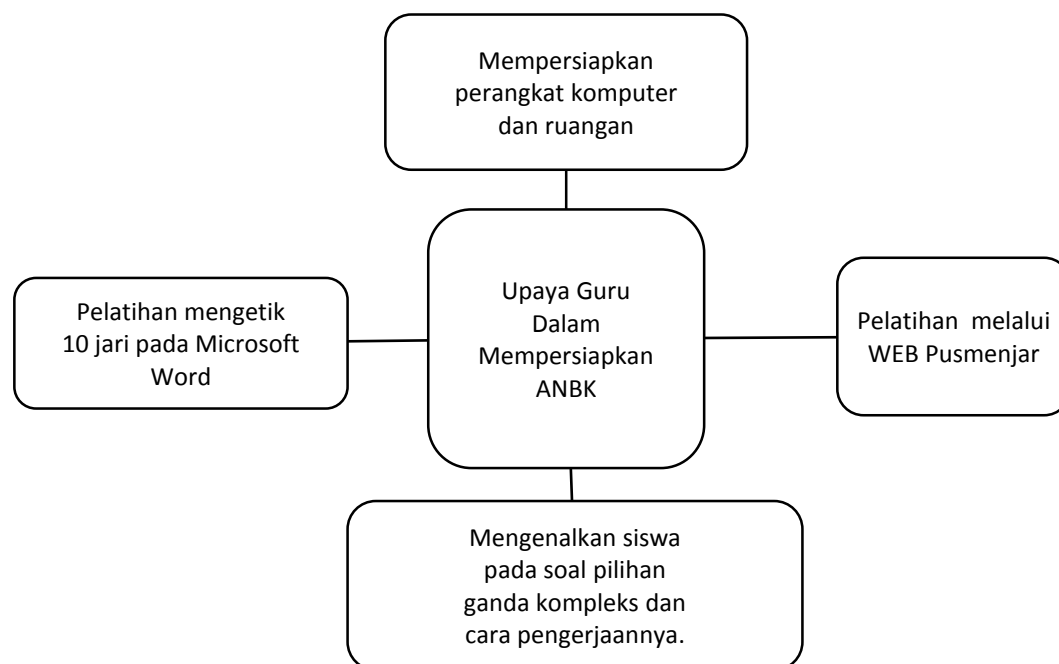 Mempersiapkan
perangkat komputer
dan ruangan
Pelatihan mengetik
10 jari pada Microsoft
Word
Upaya Guru
Dalam
Mempersiapkan
ANBK
Pelatihan melalui
WEB Pusmenjar
Mengenalkan siswa
pada soal pilihan
ganda kompleks dan
cara pengerjaannya.